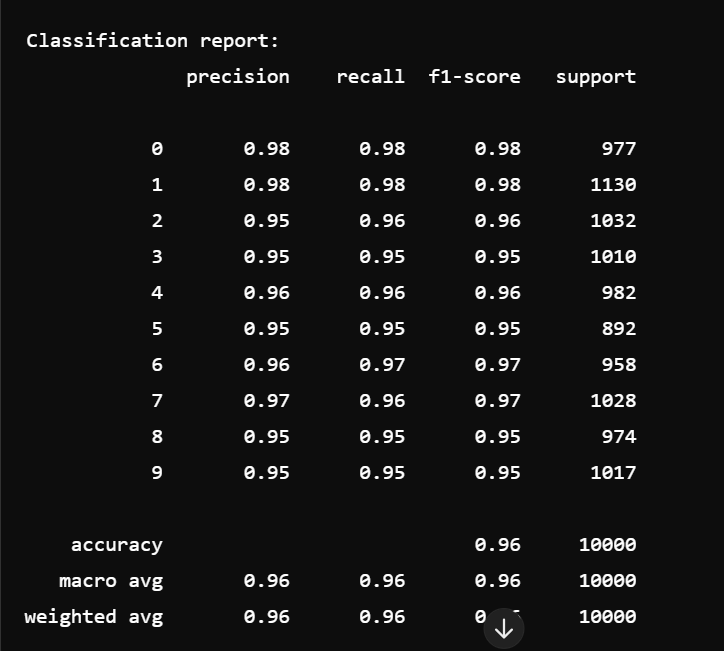 Classification report:
precision recall f1-score support
0 0.98 0.98 0.98 977
1 0.98 0.98 0.98 1130
2 0.95 0.96 0.96 1032
3 0.95 0.95 0.95 1010
4 0.96 0.96 0.96 982
5 0.95 0.95 0.95 892
6 0.96 0.97 0.97 958
7 0.97 0.96 0.97 1028
8 0.95 0.95 0.95 974
9 0.95 0.95 0.95 1017
accuracy 0.96 10000
macro avg 0.96 0.96 0.96 10000
weighted avg 0.96 0.96 10000